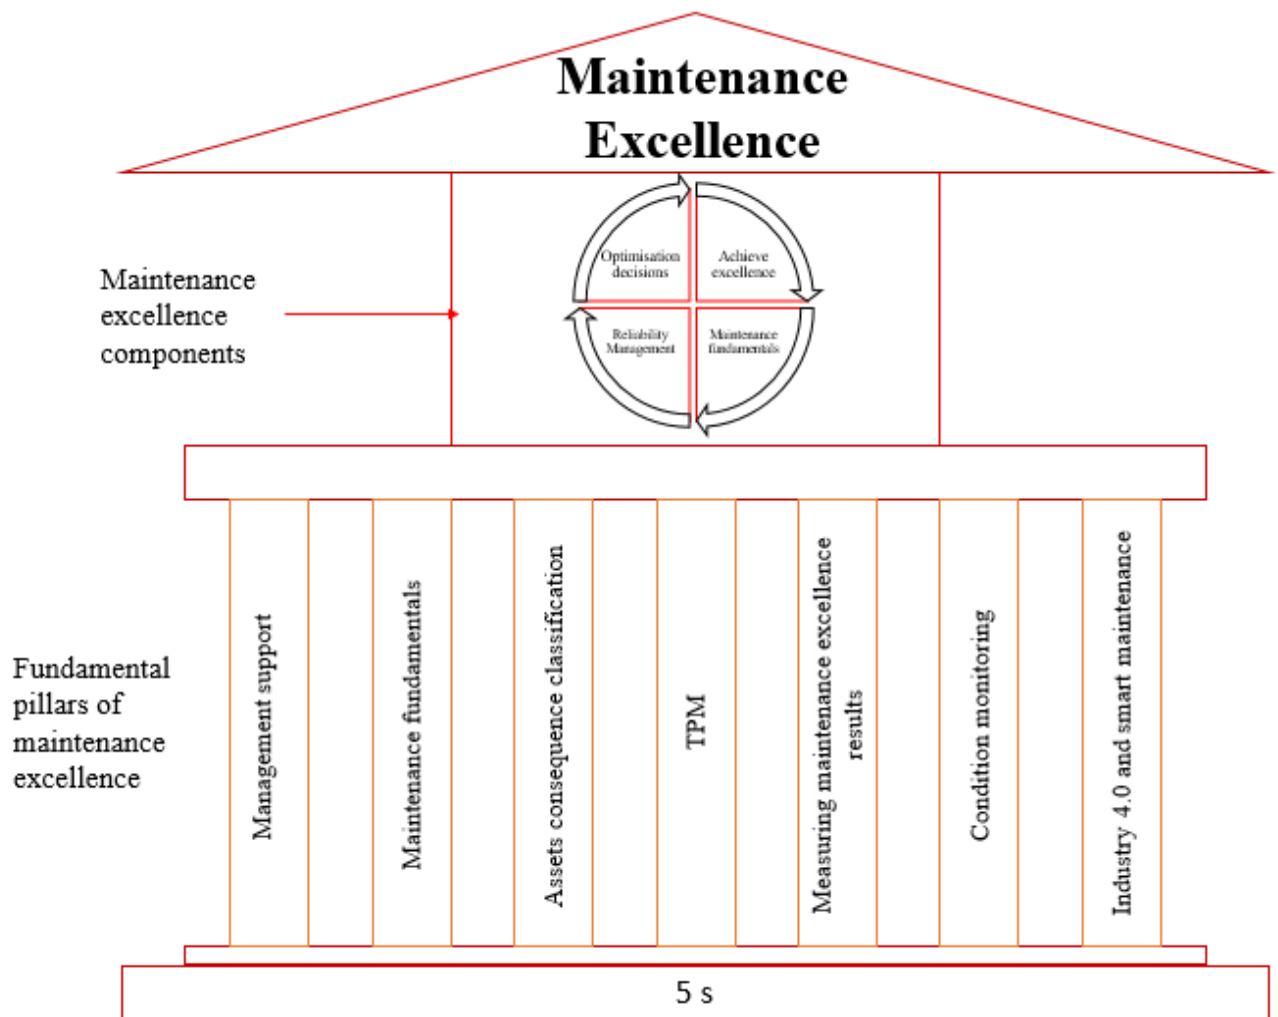 Maintenance
Excellence
Maintenance
excellence
components
Optimisation
decisions
Achieve
excellence
Reliability
Management
Maintenance
fundamentals
Fundamental
pillars of
maintenance
excellence
Management support
Maintenance fundamentals
Assets consequence classification
TPM
Measuring maintenance excellence
results
Condition monitoring
Industry 4.0 and smart maintenance
5 s